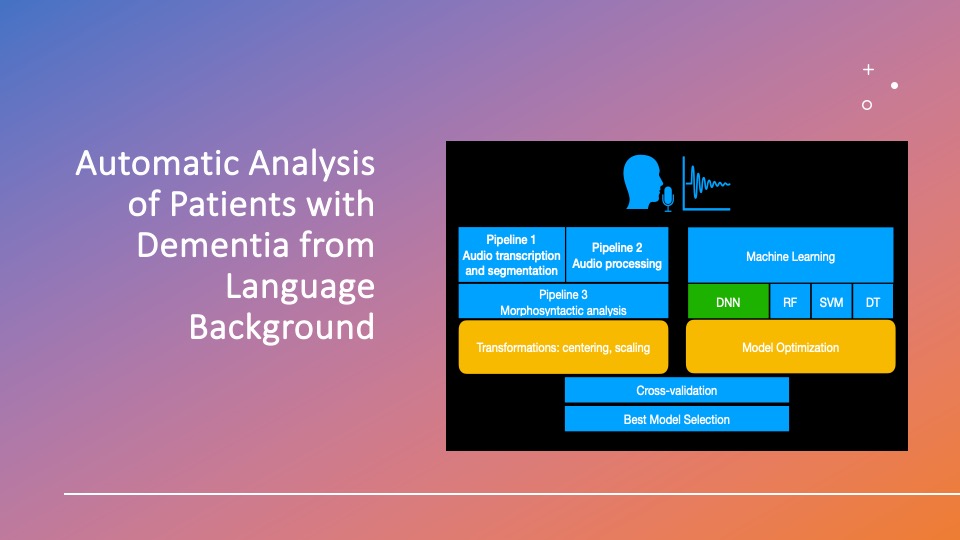 Automatic Analysis
of Patients with
Dementia from
Language
Background
Pipeline 1
Audio transcription
and segmentation
Pipeline 2
Audio processing
Pipeline 3
Morphosyntactic analysis
Transformations: centering, scaling
Machine Learning
DNN
RF
SVM
DT
Model Optimization
Cross-validation
Best Model Selection